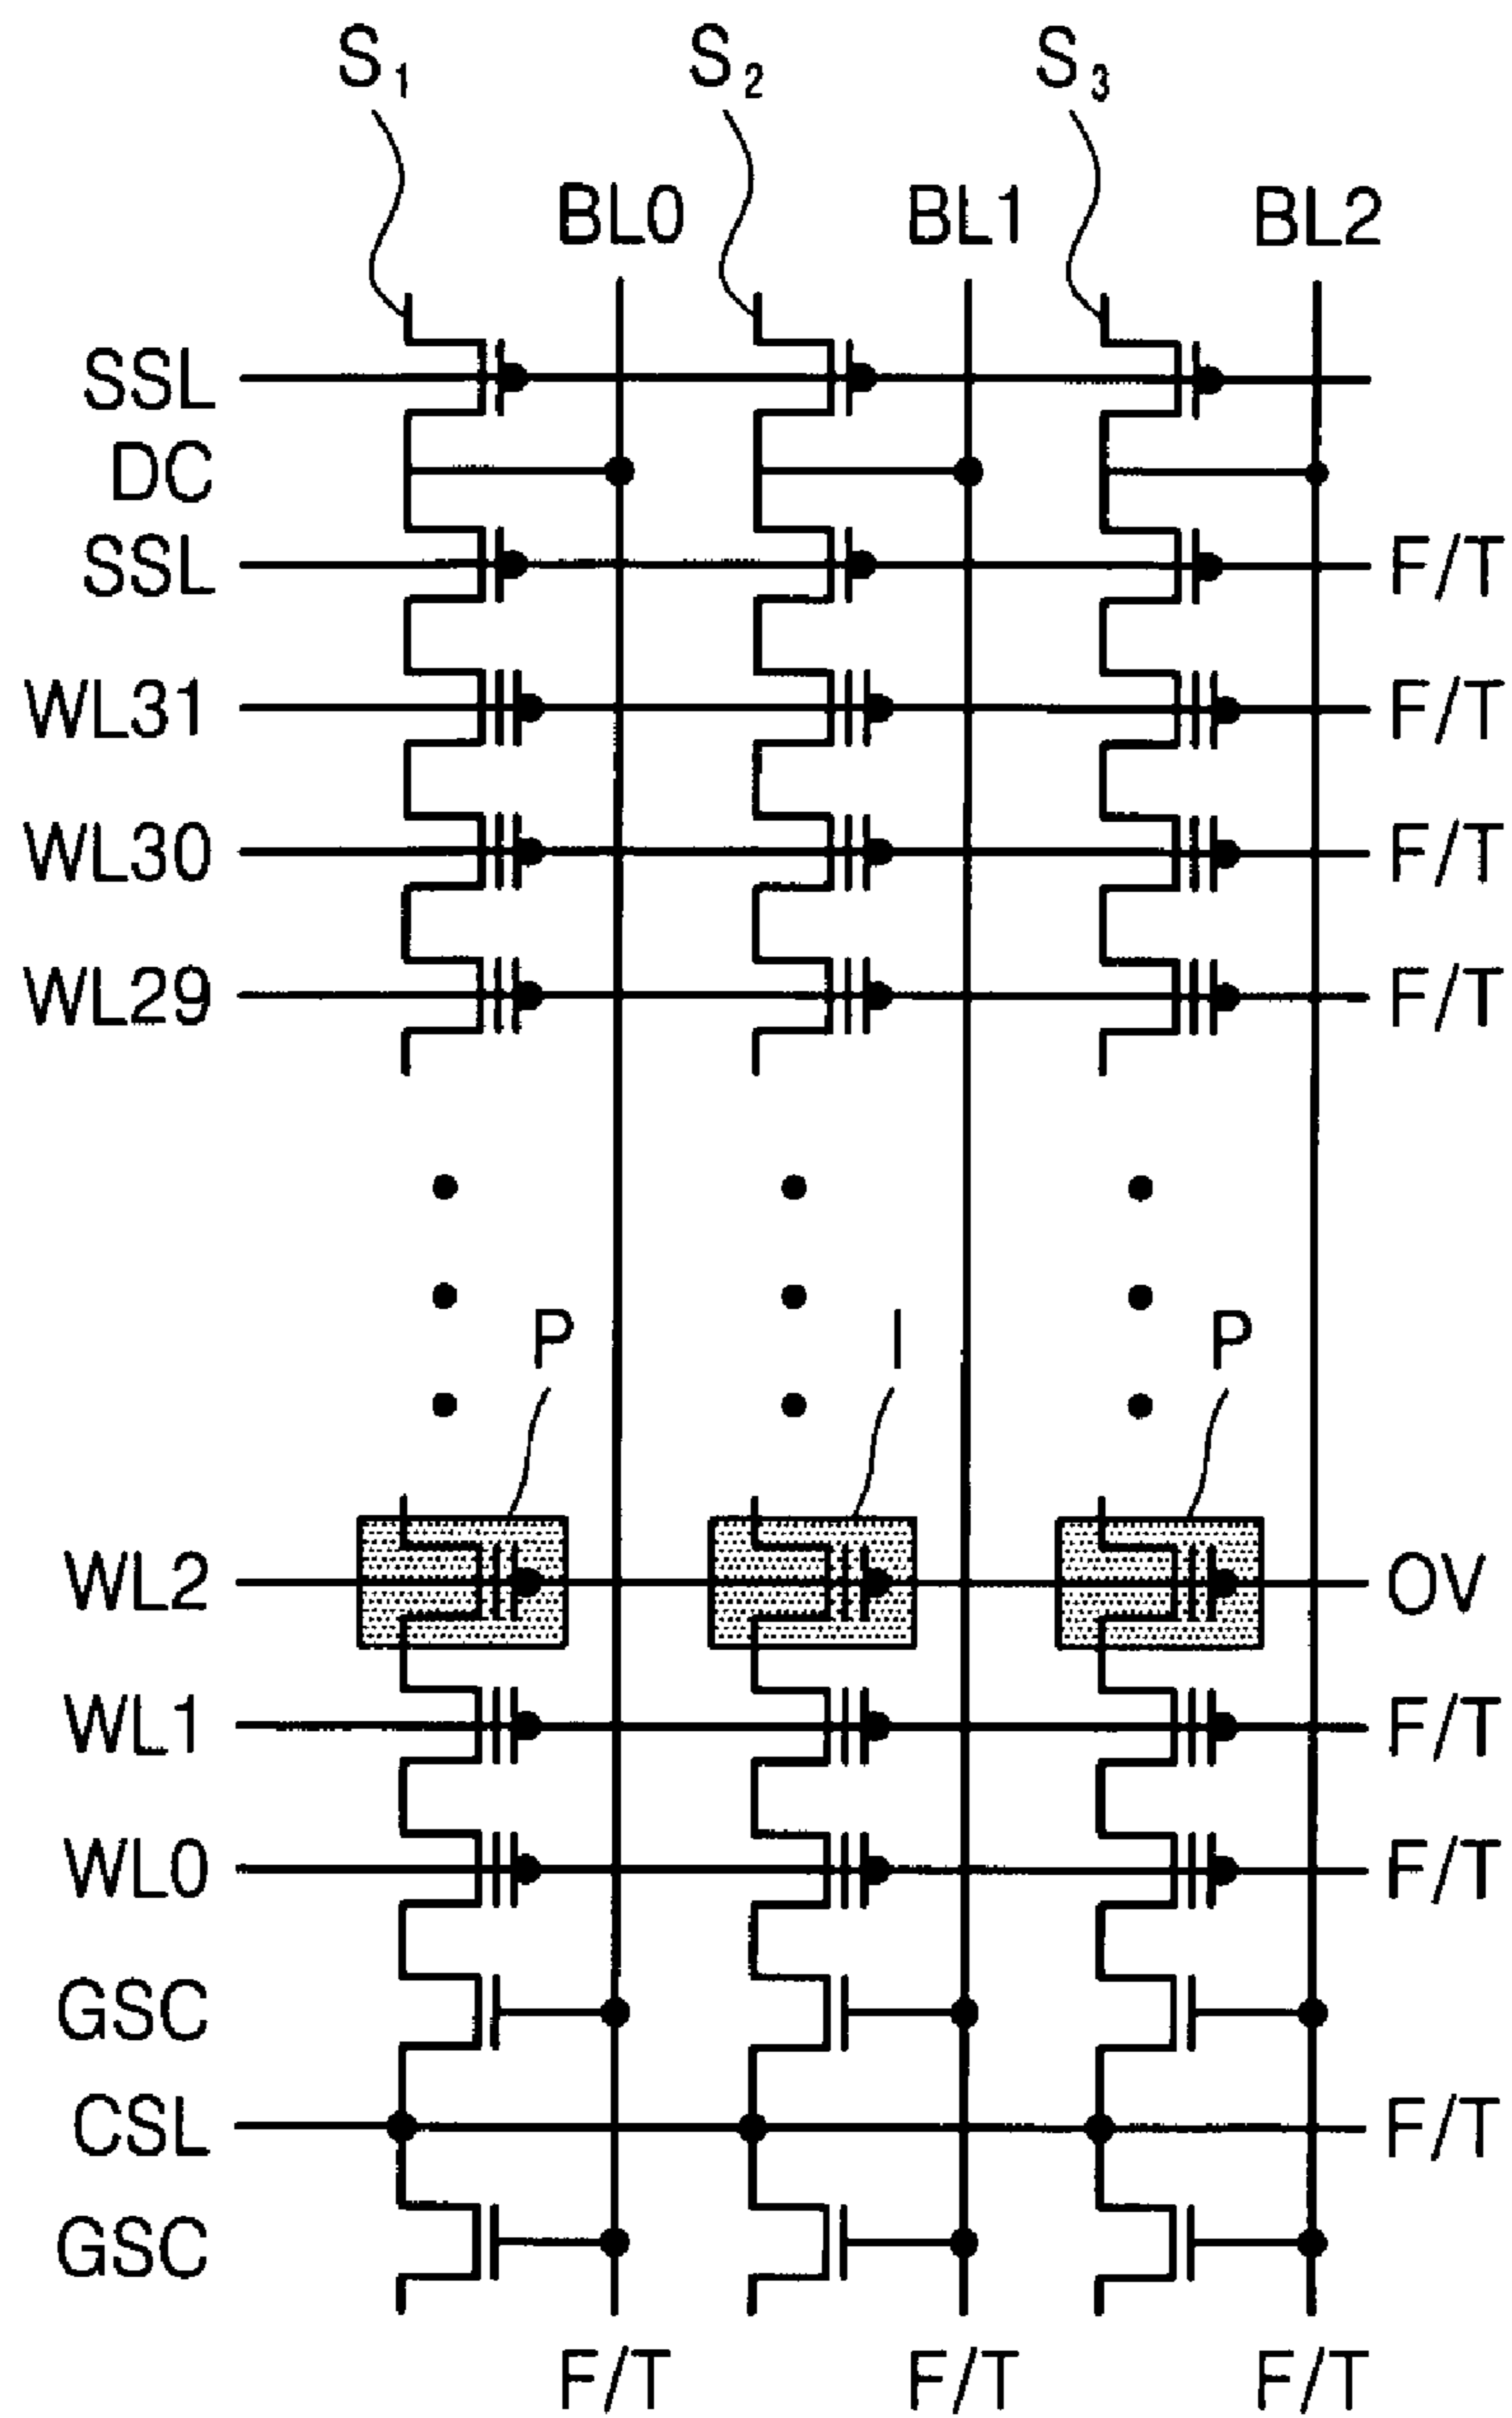 S1 S2 S3
BL0 BL1 BL2
SSL
DC
SSL F/T
WL31 F/T
WL30 F/T
WL29 F/T
P I P
WL2 OV
WL1 F/T
WL0 F/T
GSC
CSL F/T
GSC
F/T F/T F/T